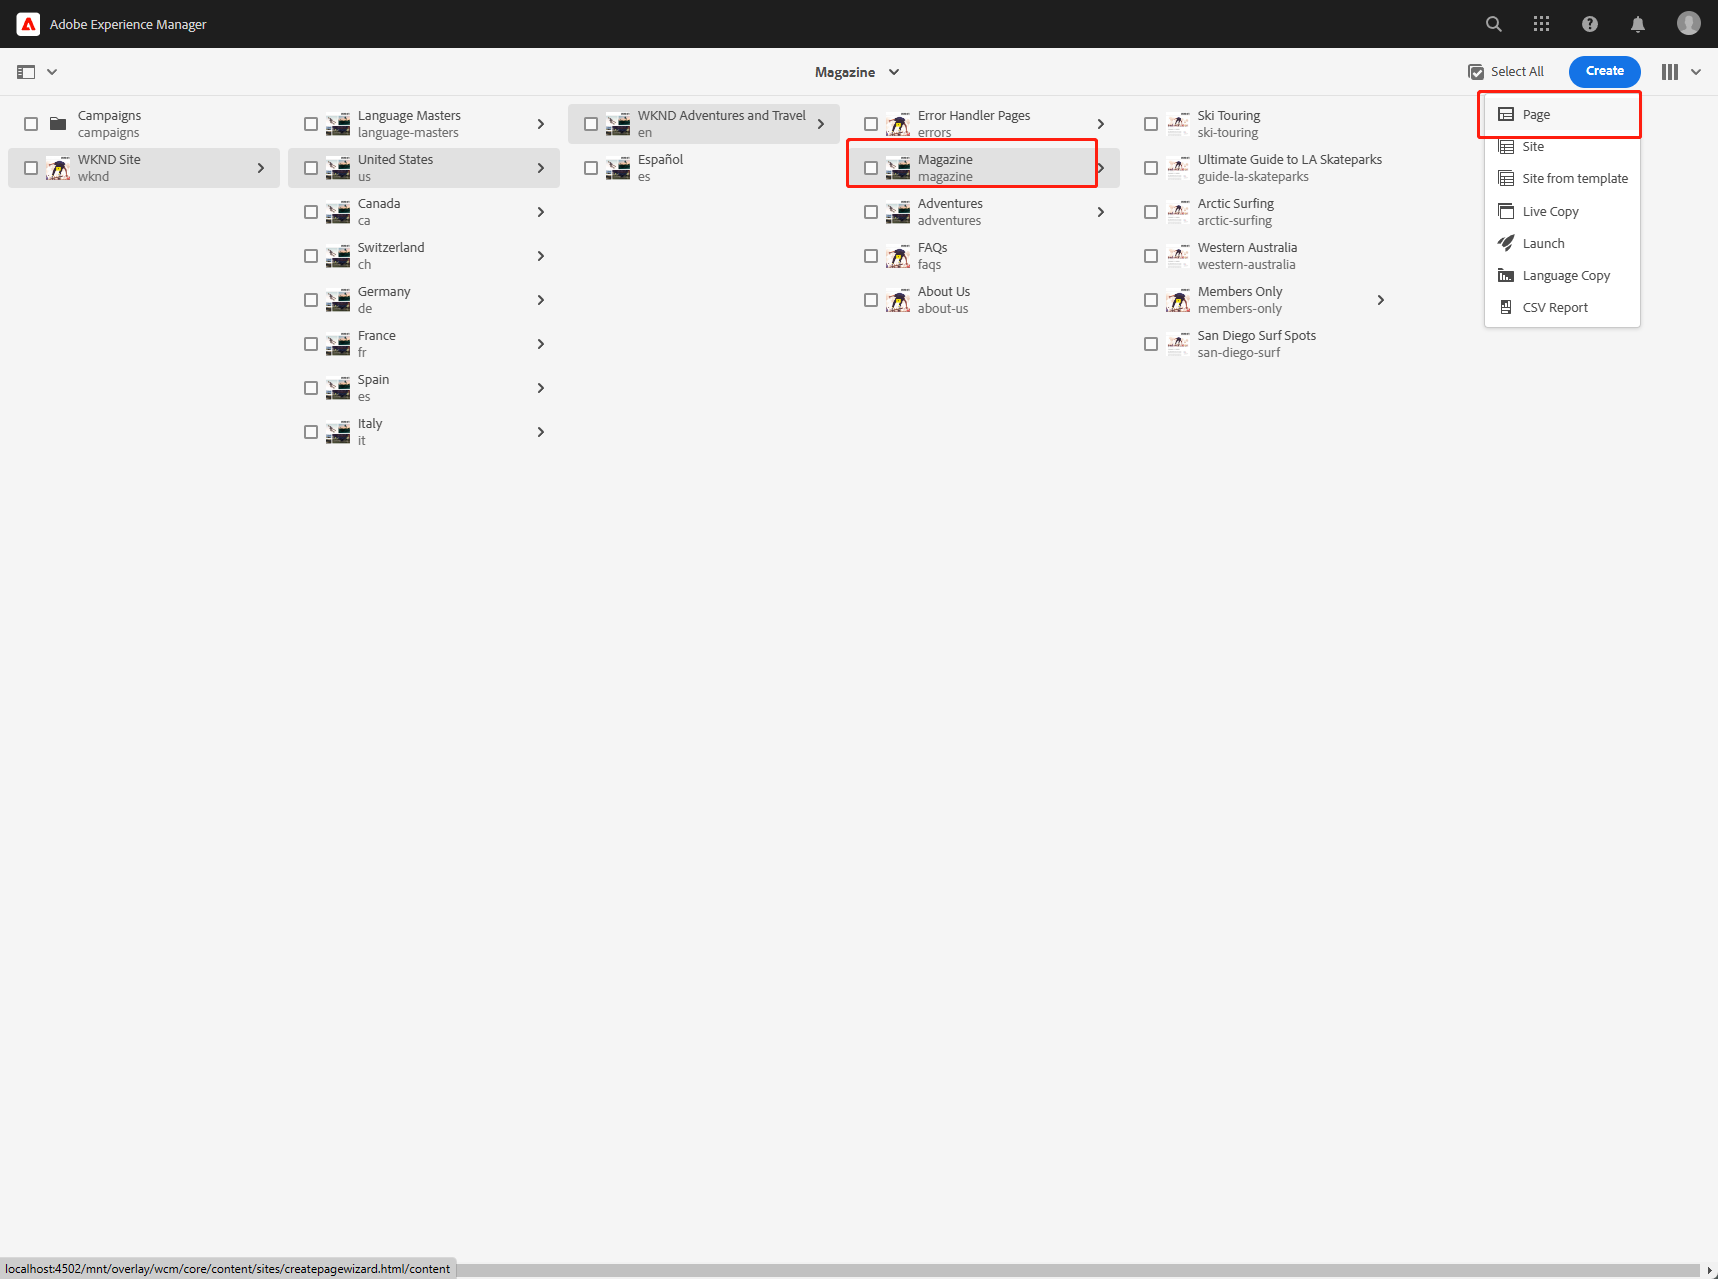 Adobe Experience Manager
Magazine
Select All
Create
Campaigns
campaigns
WKND Site
wknd
Language Masters
language-masters
United States
us
Canada
ca
Switzerland
ch
Germany
de
France
fr
Spain
es
Italy
it
WKND Adventures and Travel
en
Español
es
Error Handler Pages
errors
Magazine
magazine
Adventures
adventures
FAQs
faqs
About Us
about-us
Ski Touring
ski-touring
Ultimate Guide to LA Skateparks
guide-la-skateparks
Arctic Surfing
arctic-surfing
Western Australia
western-australia
Members Only
members-only
San Diego Surf Spots
san-diego-surf
Page
Site
Site from template
Live Copy
Launch
Language Copy
CSV Report
localhost:4502/mnt/overlay/wcm/core/content/sites/createpagewizard.html/content